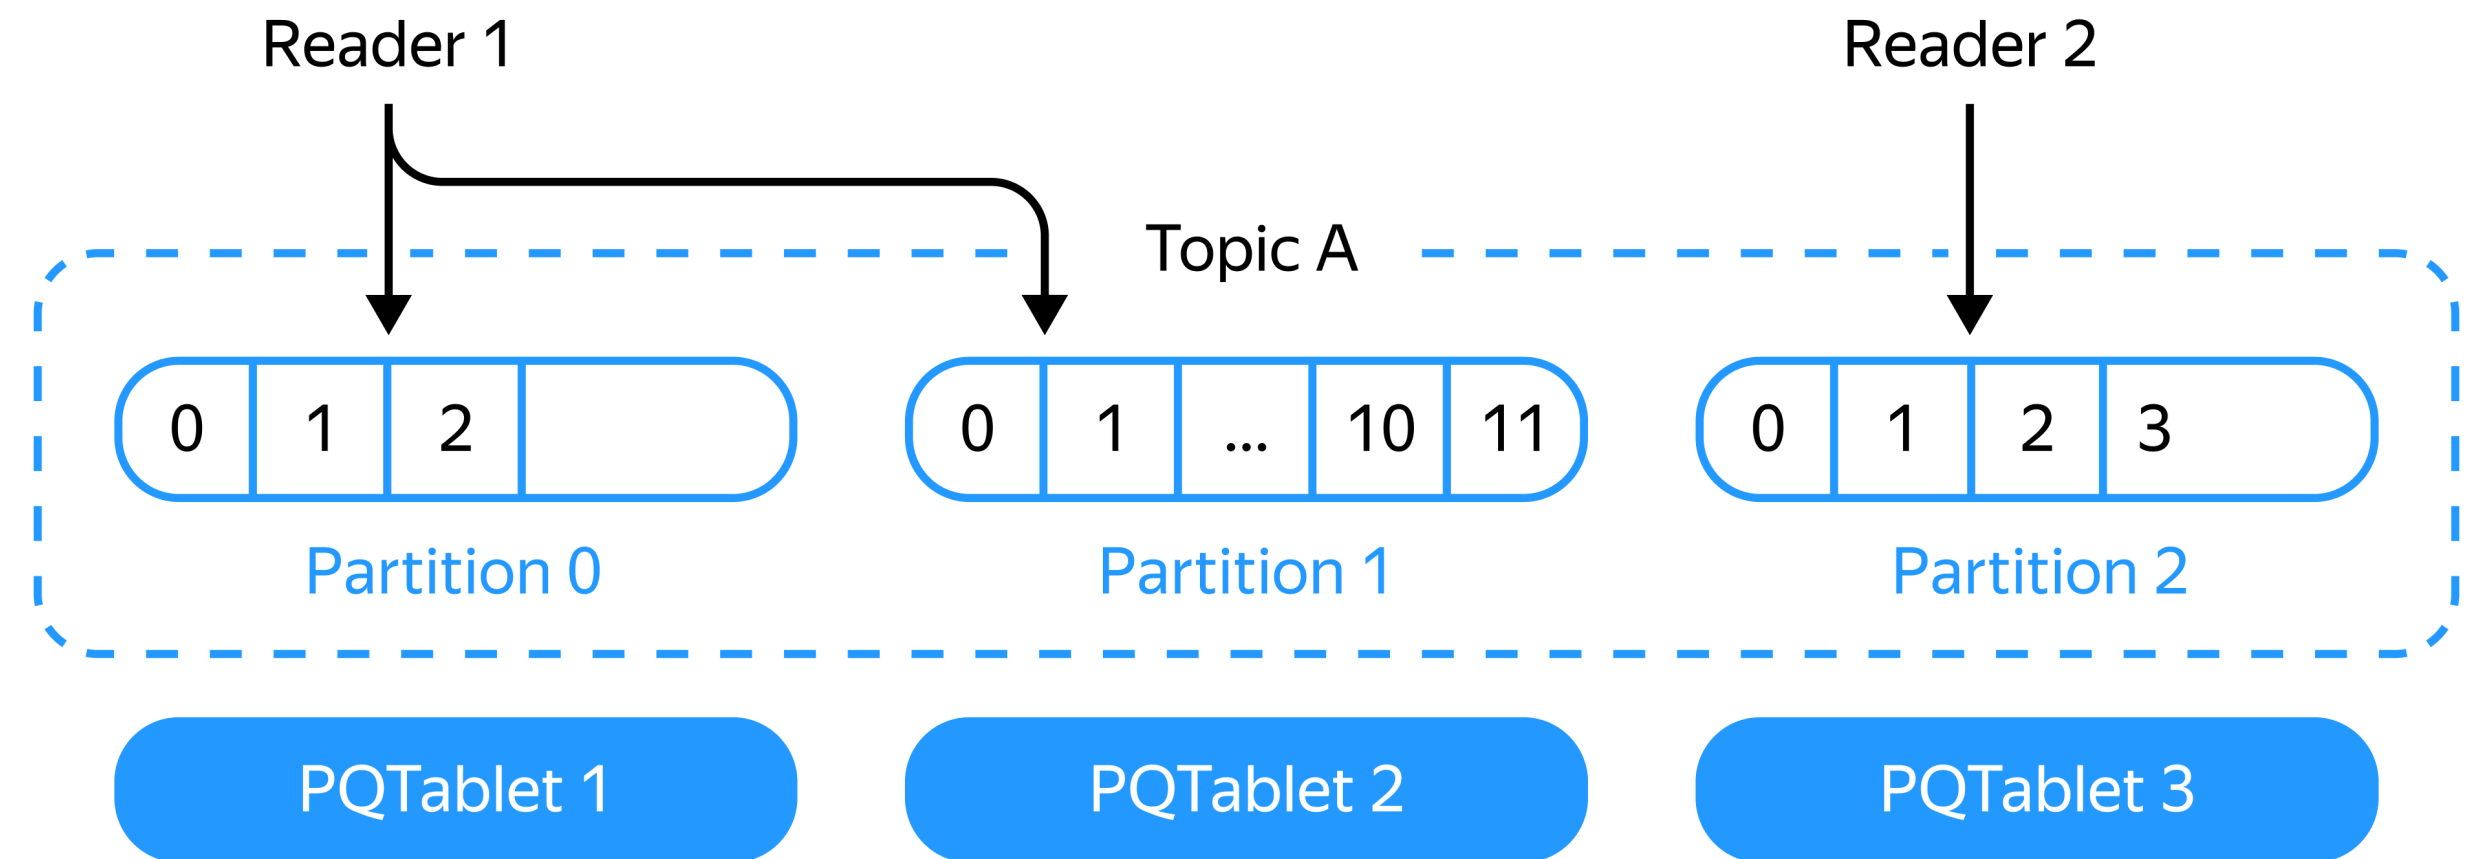 Reader 1 Reader 2
Topic A
0 1 2 0 1 ... 10 11 0 1 2 3
Partition 0 Partition 1 Partition 2
PQTablet 1 PQTablet 2 PQTablet 3